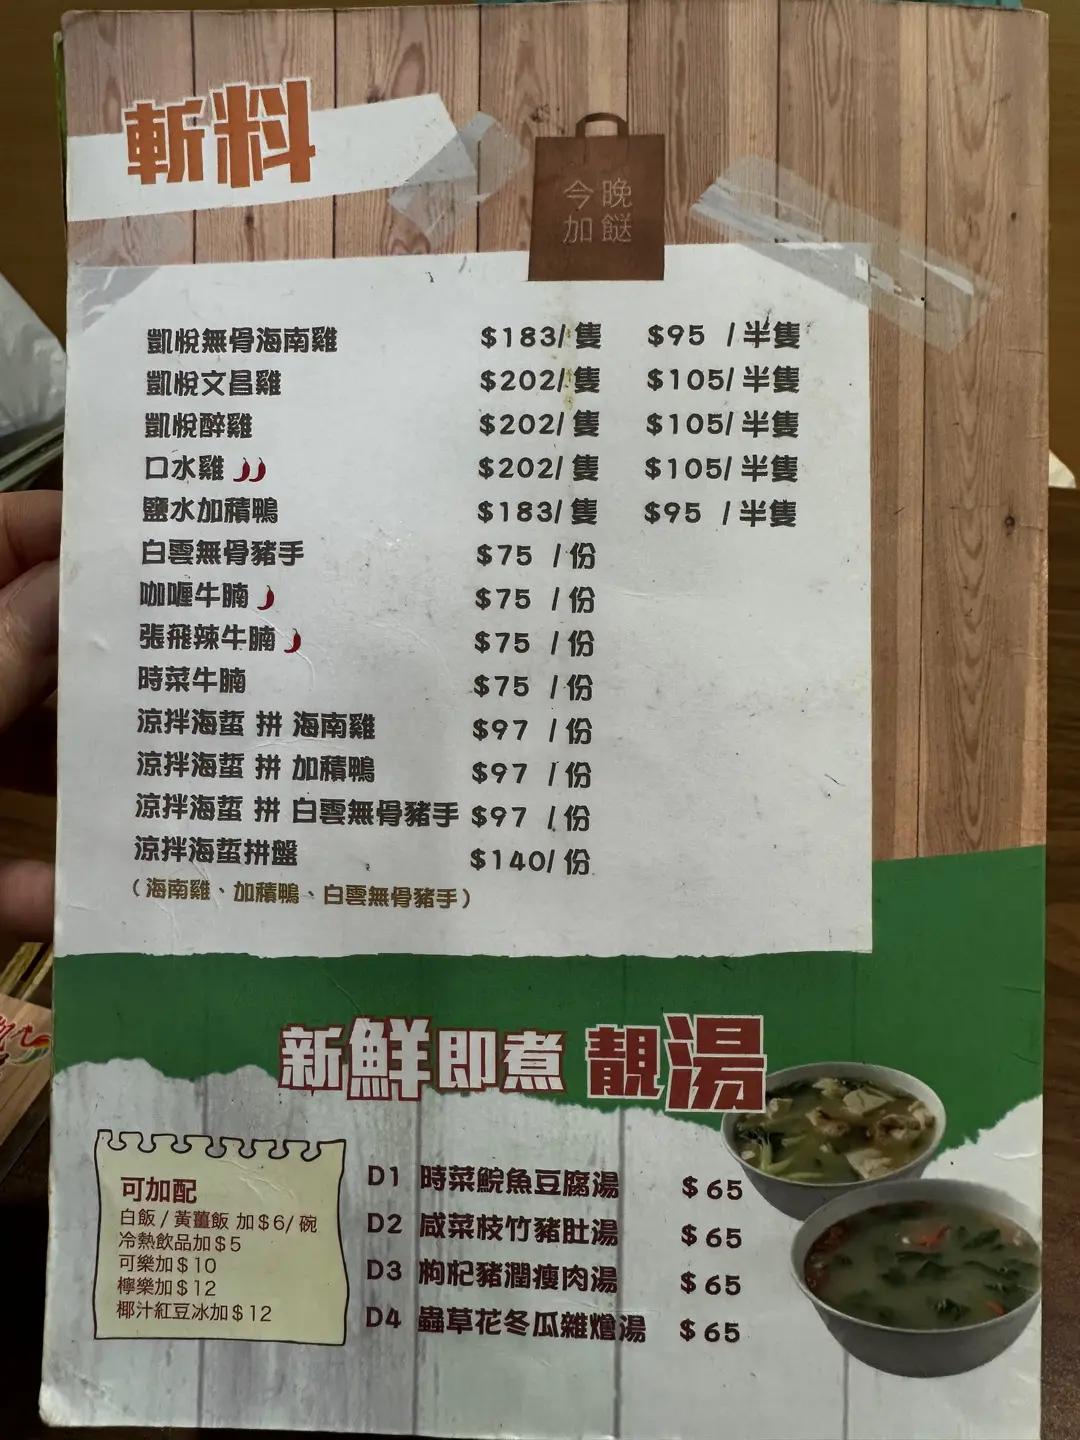 斬料
今晚
加餸
凱悅無骨海南雞 $183/隻 $95 /半隻
凱悅文昌雞 $202/隻 $105/半隻
凱悅醉雞 $202/隻 $105/半隻
口水雞 $202/隻 $105/半隻
鹽水加積鴨 $183/隻 $95 /半隻
白雲無骨豬手 $75 /份
咖喱牛腩 $75 /份
張飛辣牛腩 $75 /份
時菜牛腩 $75 /份
涼拌海蜇 拼 海南雞 $97 /份
涼拌海蜇 拼 加積鴨 $97 /份
涼拌海蜇 拼 白雲無骨豬手 $97 /份
涼拌海蜇拼盤 $140/份
（海南雞、加積鴨、白雲無骨豬手）
新鮮即煮 靚湯
可加配
白飯/黃薑飯 加$6/碗
冷熱飲品加$5
可樂加$10
檸樂加$12
椰汁紅豆冰加$12
D1 時菜鯇魚豆腐湯 $65
D2 咸菜枝竹豬肚湯 $65
D3 枸杞豬潤瘦肉湯 $65
D4 蟲草花冬瓜雜燴湯 $65